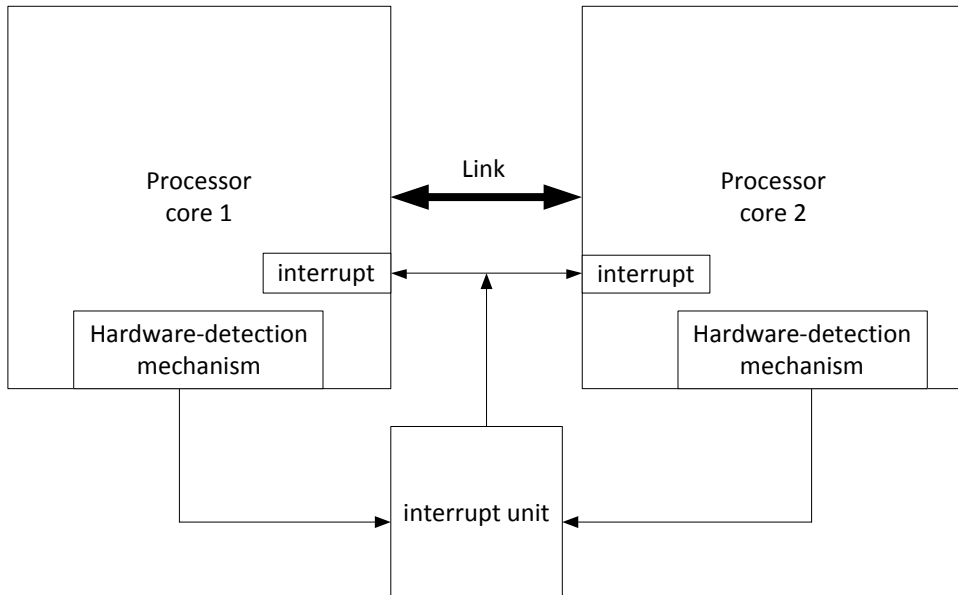 Processor
core 1
Link
Processor
core 2
interrupt
interrupt
Hardware-detection
mechanism
Hardware-detection
mechanism
interrupt unit